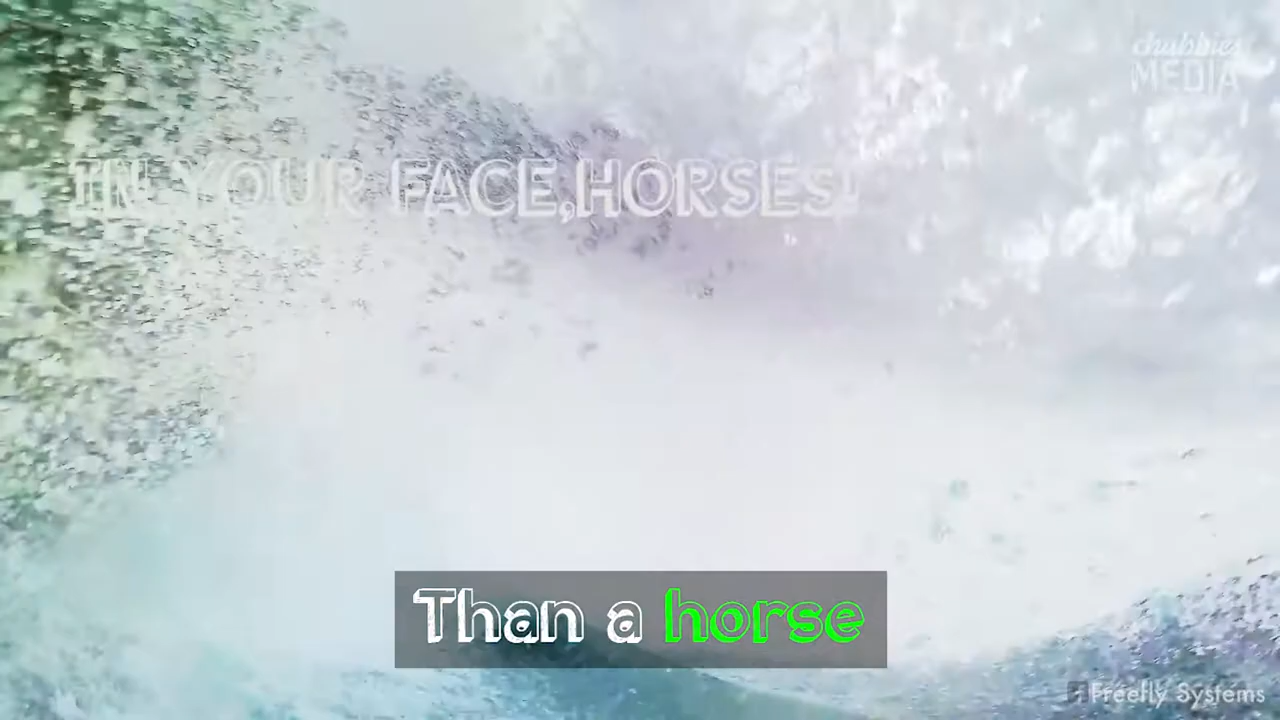 chubbies
MEDIA
IN YOUR FACE, HORSES!
Than a horse
Freefly Systems